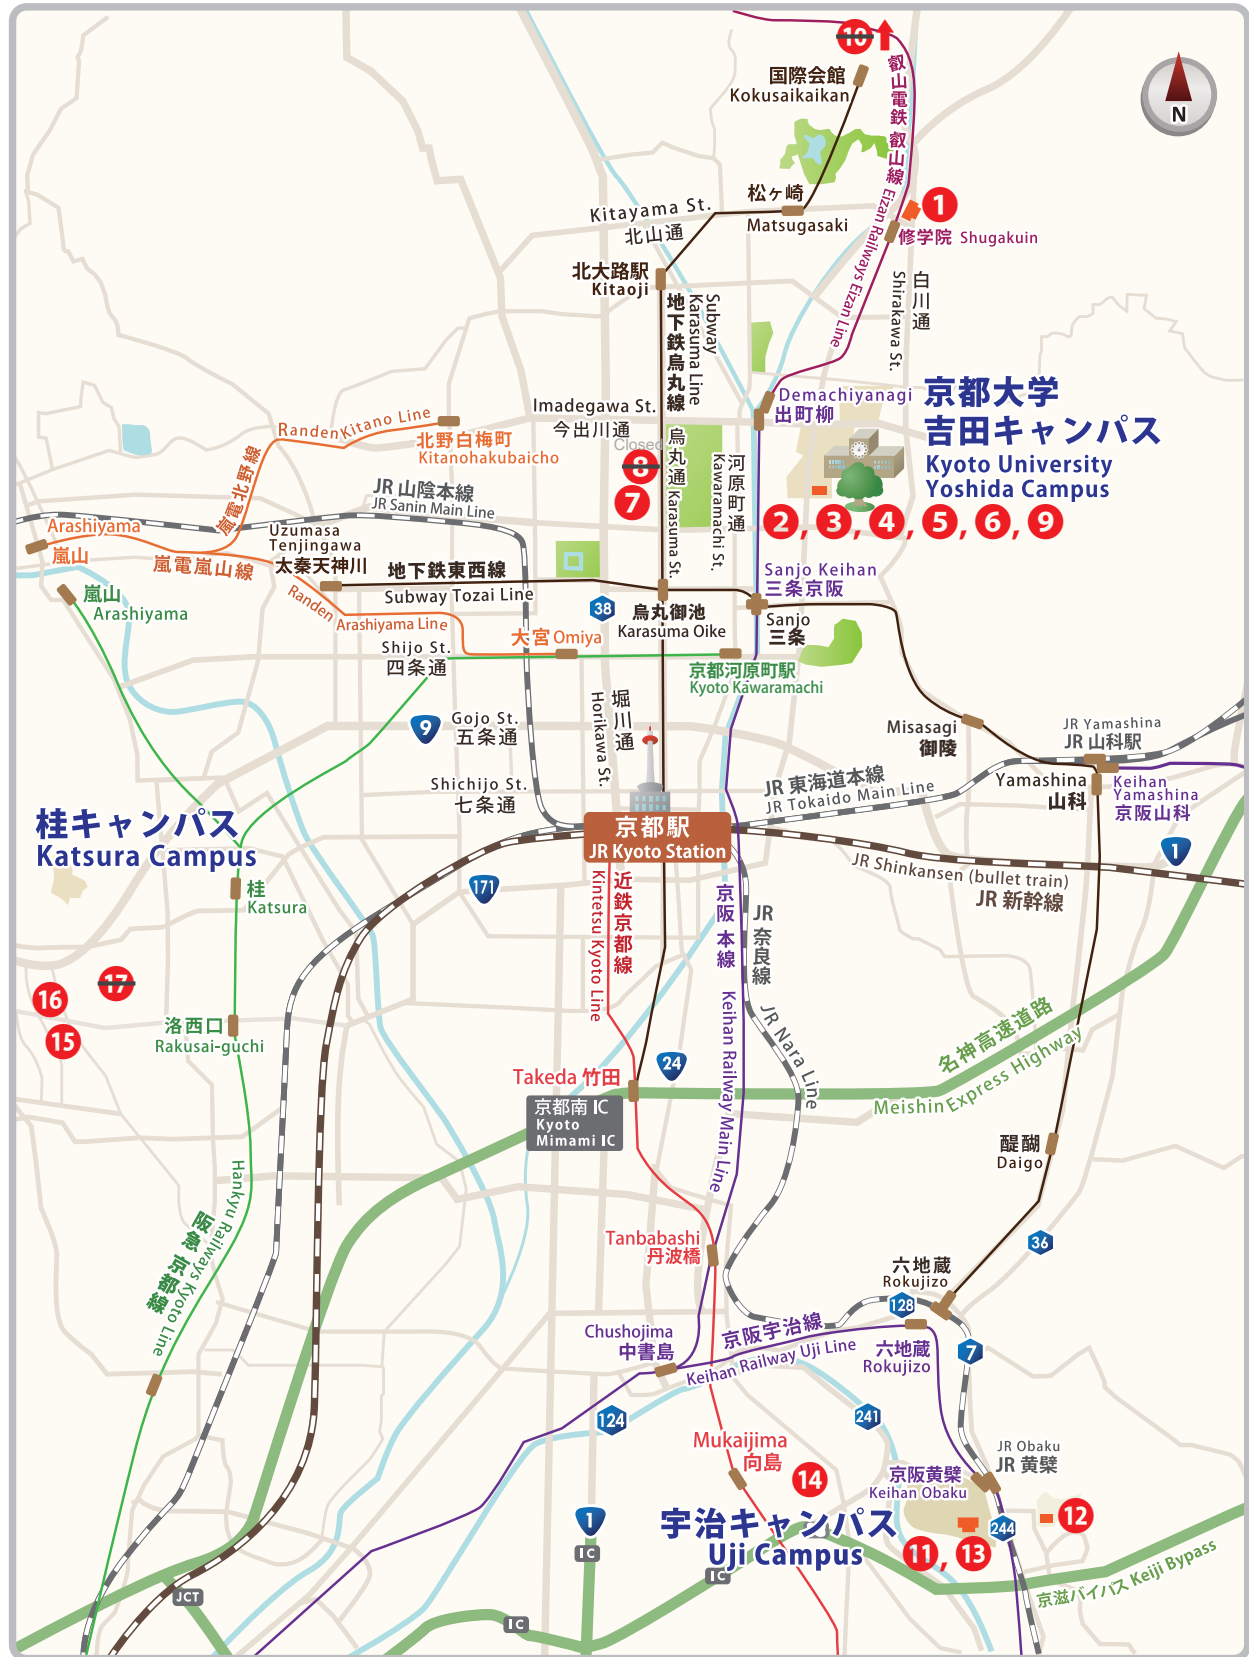 10
国際会館
Kokusaikaikan
叡山電鉄 叡山線
Eizan Railways Eizan Line
N
松ヶ崎
Matsugasaki
Kitayama St.
北山通
1
修学院 Shugakuin
北大路駅
Kitaoji
地下鉄烏丸線
Subway
Karasuma Line
白川通
Shirakawa St.
Demachiyanagi
出町柳
京都大学
吉田キャンパス
Kyoto University
Yoshida Campus
2, 3, 4, 5, 6, 9
Imadegawa St.
今出川通
Closed
8
7
烏丸通
Karasuma St.
河原町通
Kawaramachi St.
Randen Kitano Line
嵐電北野線
北野白梅町
Kitanohakubaicho
JR 山陰本線
JR Sanin Main Line
Arashiyama
嵐山
嵐電嵐山線
Uzumasa
Tenjingawa
太秦天神川
嵐山
Arashiyama
地下鉄東西線
Subway Tozai Line
Randen
Arashiyama Line
38
烏丸御池
Karasuma Oike
Sanjo Keihan
三条京阪
Sanjo
三条
大宮 Omiya
Shijo St.
四条通
京都河原町駅
Kyoto Kawaramachi
堀川通
Horikawa St.
9
Gojo St.
五条通
Shichijo St.
七条通
Misasagi
御陵
JR Yamashina
JR 山科駅
Yamashina
山科
Keihan
Yamashina
京阪山科
JR 東海道本線
JR Tokaido Main Line
京都駅
JR Kyoto Station
1
JR Shinkansen (bullet train)
JR 新幹線
桂キャンパス
Katsura Campus
桂
Katsura
171
近鉄京都線
Kintetsu Kyoto Line
京阪 本線
Keihan Railway Main Line
JR 奈良線
JR Nara Line
17
16
15
洛西口
Rakusai-guchi
名神高速道路
Meishin Express Highway
24
Takeda 竹田
京都南 IC
Kyoto
Mimami IC
醍醐
Daigo
阪急 京都線
Hankyu Railways Kyoto Line
Tanbabashi
丹波橋
36
六地蔵
Rokujizo
128
Chushojima
中書島
京阪宇治線
Keihan Railway Uji Line
六地蔵
Rokujizo
7
124
241
Mukaijima
向島
14
JR Obaku
JR 黄檗
京阪黄檗
Keihan Obaku
宇治キャンパス
Uji Campus
11, 13
244
12
1
IC
IC
IC
JCT
京滋バイパス Keiji Bypass